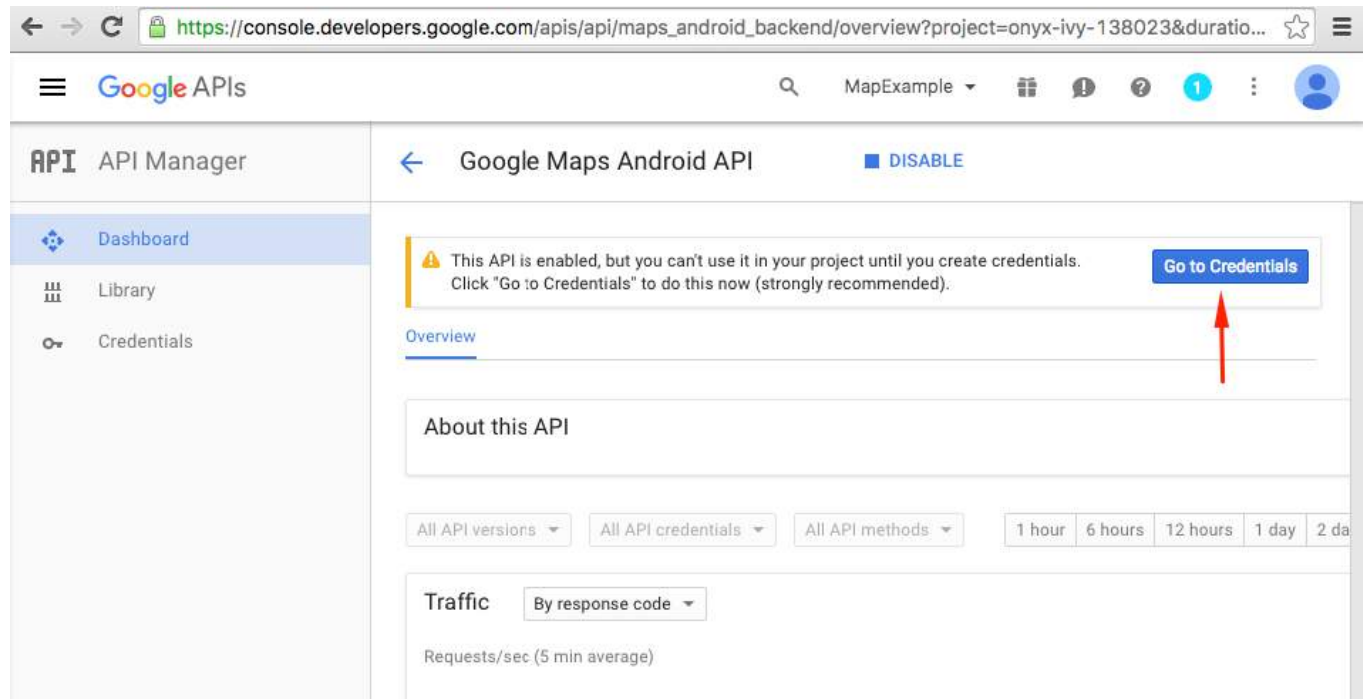 https://console.developers.google.com/apis/api/maps_android_backend/overview?project=onyx-ivy-138023&duratio...
Google APIs
MapExample
1
API API Manager
Google Maps Android API
DISABLE
Dashboard
Library
Credentials
This API is enabled, but you can't use it in your project until you create credentials.
Click "Go to Credentials" to do this now (strongly recommended).
Go to Credentials
Overview
About this API
All API versions
All API credentials
All API methods
1 hour
6 hours
12 hours
1 day
2 da
Traffic
By response code
Requests/sec (5 min average)